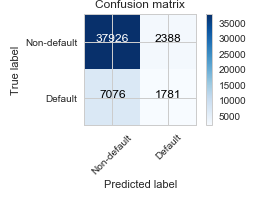 Confusion matrix
True label
Non-default
Default
37926
2388
7076
1781
Non-default
Default
Predicted label
35000
30000
25000
20000
15000
10000
5000